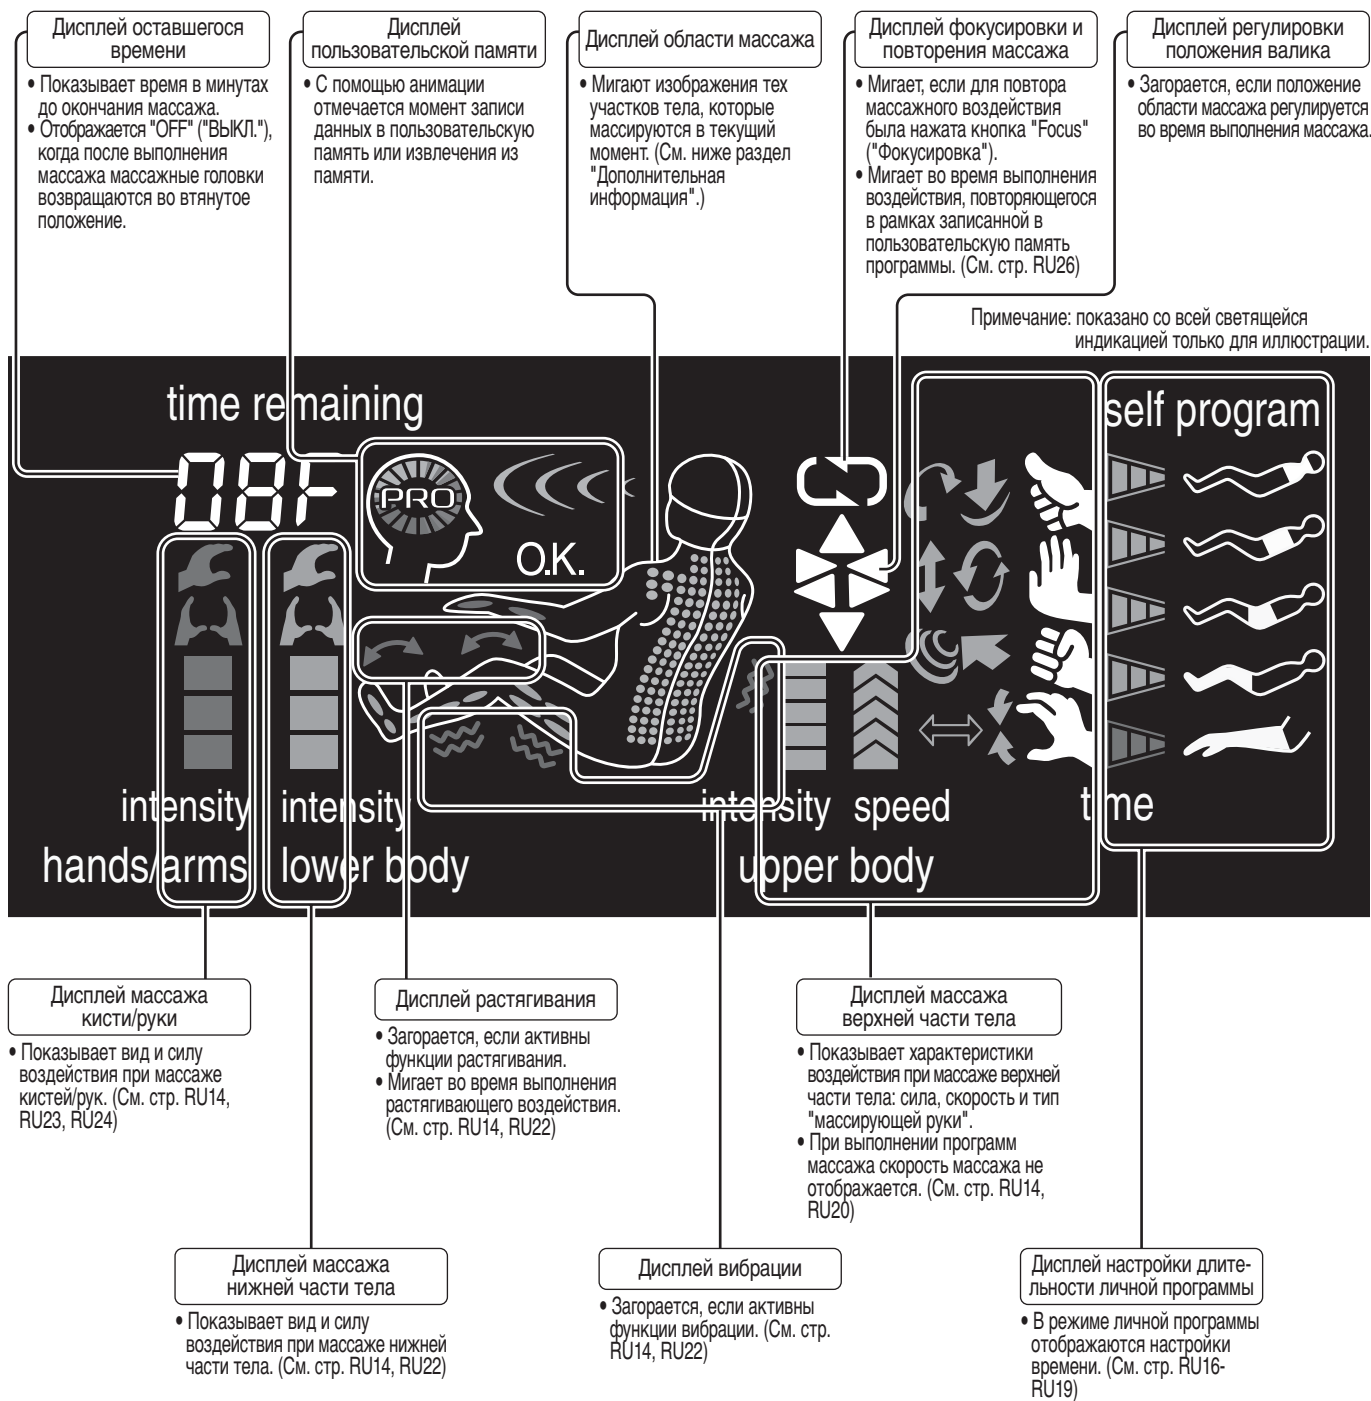 Дисплей оставшегося
времени
• Показывает время в минутах
до окончания массажа.
• Отображается "OFF" ("ВЫКЛ."),
когда после выполнения
массажа массажные головки
возвращаются во втянутое
положение.
Дисплей
пользовательской памяти
• С помощью анимации
отмечается момент записи
данных в пользовательскую
память или извлечения из
памяти.
Дисплей области массажа
• Мигают изображения тех
участков тела, которые
массируются в текущий
момент. (См. ниже раздел
"Дополнительная
информация".)
Дисплей фокусировки и
повторения массажа
• Мигает, если для повтора
массажного воздействия
была нажата кнопка "Focus"
("Фокусировка").
• Мигает во время выполнения
воздействия, повторяющегося
в рамках записанной в
пользовательскую память
программы. (См. стр. RU26)
Дисплей регулировки
положения валика
• Загорается, если положение
области массажа регулируется
во время выполнения массажа.
Примечание: показано со всей светящейся
индикацией только для иллюстрации.
time remaining
self program
08F
PRO
O.K.
intensity
intensity
intensity
speed
time
hands/arms
lower body
upper body
Дисплей массажа
кисти/руки
• Показывает вид и силу
воздействия при массаже
кистей/рук. (См. стр. RU14,
RU23, RU24)
Дисплей растягивания
• Загорается, если активны
функции растягивания.
• Мигает во время выполнения
растягивающего воздействия.
(См. стр. RU14, RU22)
Дисплей массажа
верхней части тела
• Показывает характеристики
воздействия при массаже верхней
части тела: сила, скорость и тип
"массирующей руки".
• При выполнении программ
массажа скорость массажа не
отображается. (См. стр. RU14,
RU20)
Дисплей массажа
нижней части тела
• Показывает вид и силу
воздействия при массаже нижней
части тела. (См. стр. RU14, RU22)
Дисплей вибрации
• Загорается, если активны
функции вибрации. (См. стр.
RU14, RU22)
Дисплей настройки длите-
льности личной программы
• В режиме личной программы
отображаются настройки
времени. (См. стр. RU16-
RU19)